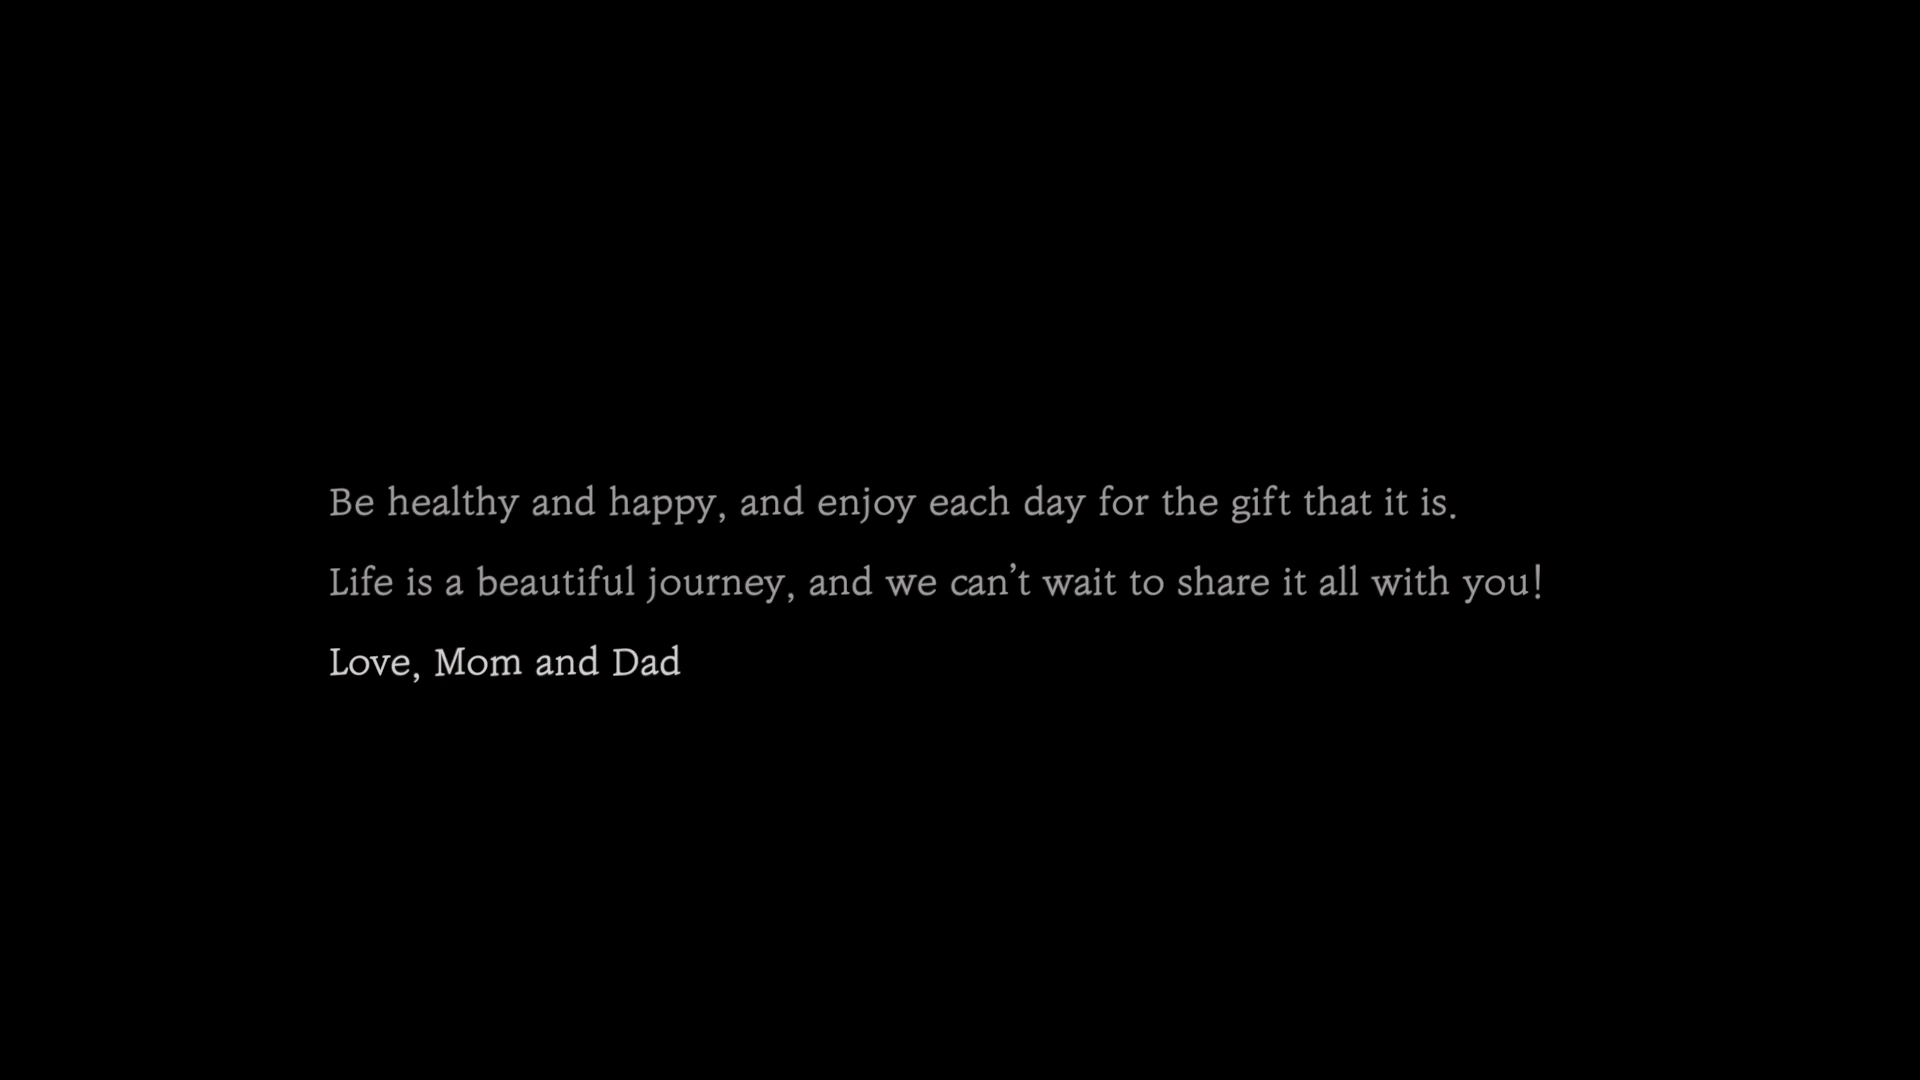 Be healthy and happy, and enjoy each day for the gift that it is.
Life is a beautiful journey, and we can’t wait to share it all with you!
Love, Mom and Dad